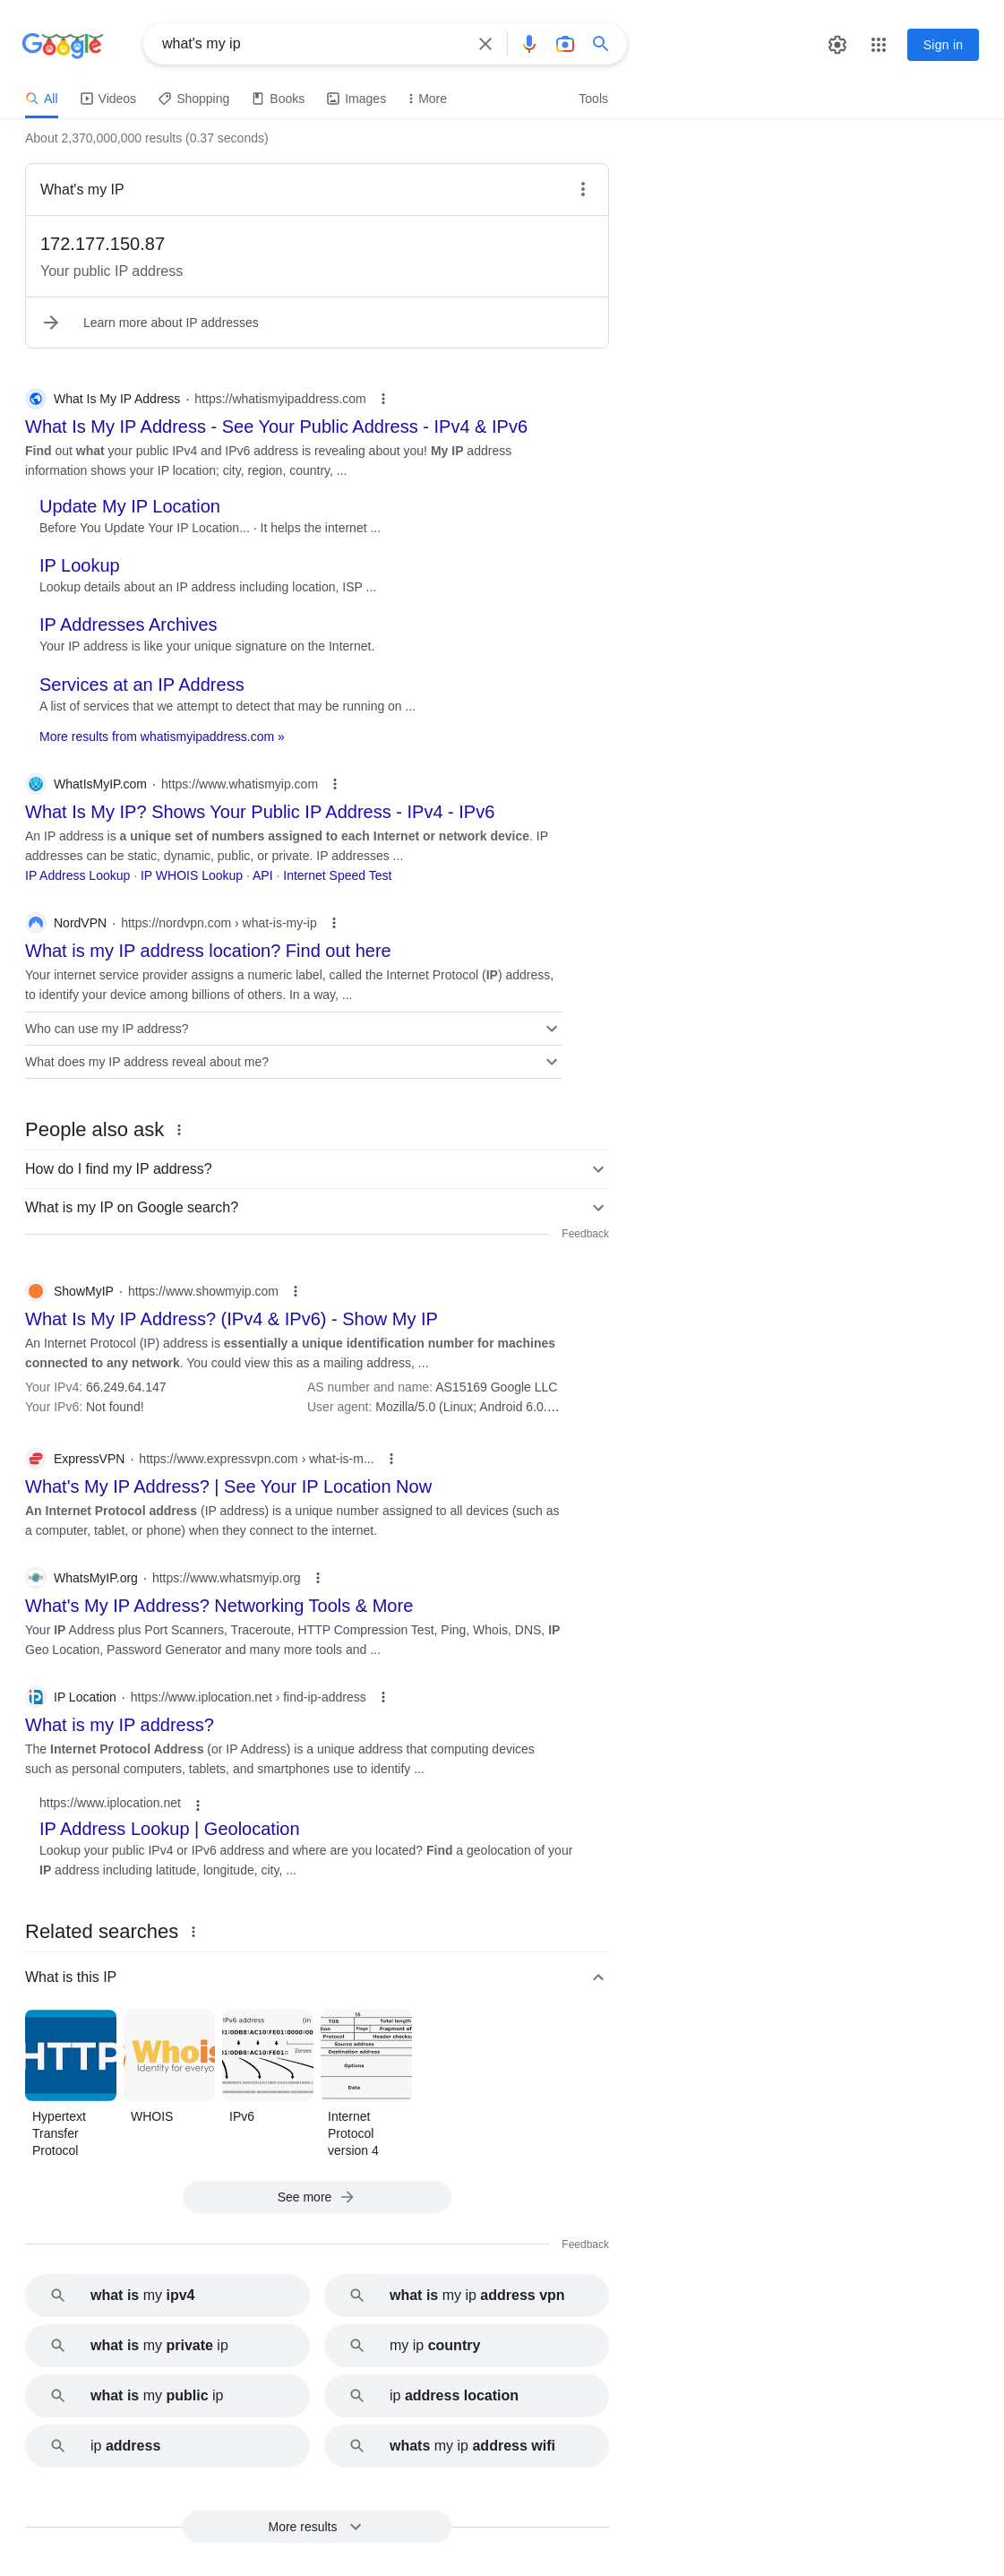 Google
what's my ip
Sign in
All
Videos
Shopping
Books
Images
More
Tools
About 2,370,000,000 results (0.37 seconds)
What's my IP
172.177.150.87
Your public IP address
Learn more about IP addresses
What Is My IP Address · https://whatismyipaddress.com
What Is My IP Address - See Your Public Address - IPv4 & IPv6
Find out what your public IPv4 and IPv6 address is revealing about you! My IP address
information shows your IP location; city, region, country, ...
Update My IP Location
Before You Update Your IP Location... · It helps the internet ...
IP Lookup
Lookup details about an IP address including location, ISP ...
IP Addresses Archives
Your IP address is like your unique signature on the Internet.
Services at an IP Address
A list of services that we attempt to detect that may be running on ...
More results from whatismyipaddress.com »
WhatIsMyIP.com · https://www.whatismyip.com
What Is My IP? Shows Your Public IP Address - IPv4 - IPv6
An IP address is a unique set of numbers assigned to each Internet or network device. IP
addresses can be static, dynamic, public, or private. IP addresses ...
IP Address Lookup · IP WHOIS Lookup · API · Internet Speed Test
NordVPN · https://nordvpn.com › what-is-my-ip
What is my IP address location? Find out here
Your internet service provider assigns a numeric label, called the Internet Protocol (IP) address,
to identify your device among billions of others. In a way, ...
Who can use my IP address?
What does my IP address reveal about me?
People also ask
How do I find my IP address?
What is my IP on Google search?
Feedback
ShowMyIP · https://www.showmyip.com
What Is My IP Address? (IPv4 & IPv6) - Show My IP
An Internet Protocol (IP) address is essentially a unique identification number for machines
connected to any network. You could view this as a mailing address, ...
Your IPv4: 66.249.64.147
AS number and name: AS15169 Google LLC
Your IPv6: Not found!
User agent: Mozilla/5.0 (Linux; Android 6.0....
ExpressVPN · https://www.expressvpn.com › what-is-m...
What's My IP Address? | See Your IP Location Now
An Internet Protocol address (IP address) is a unique number assigned to all devices (such as
a computer, tablet, or phone) when they connect to the internet.
WhatsMyIP.org · https://www.whatsmyip.org
What's My IP Address? Networking Tools & More
Your IP Address plus Port Scanners, Traceroute, HTTP Compression Test, Ping, Whois, DNS, IP
Geo Location, Password Generator and many more tools and ...
IP Location · https://www.iplocation.net › find-ip-address
What is my IP address?
The Internet Protocol Address (or IP Address) is a unique address that computing devices
such as personal computers, tablets, and smartphones use to identify ...
https://www.iplocation.net
IP Address Lookup | Geolocation
Lookup your public IPv4 or IPv6 address and where are you located? Find a geolocation of your
IP address including latitude, longitude, city, ...
Related searches
What is this IP
HTTP
Whois
Identity for everyo
IPv6 address (in
Zeroes
16
TOS Total length
Flags Fragment of
Protocol Header checksu
Source address
Destination address
Options
Data
Hypertext
Transfer
Protocol
WHOIS
IPv6
Internet
Protocol
version 4
See more
Feedback
what is my ipv4
what is my ip address vpn
what is my private ip
my ip country
what is my public ip
ip address location
ip address
whats my ip address wifi
More results